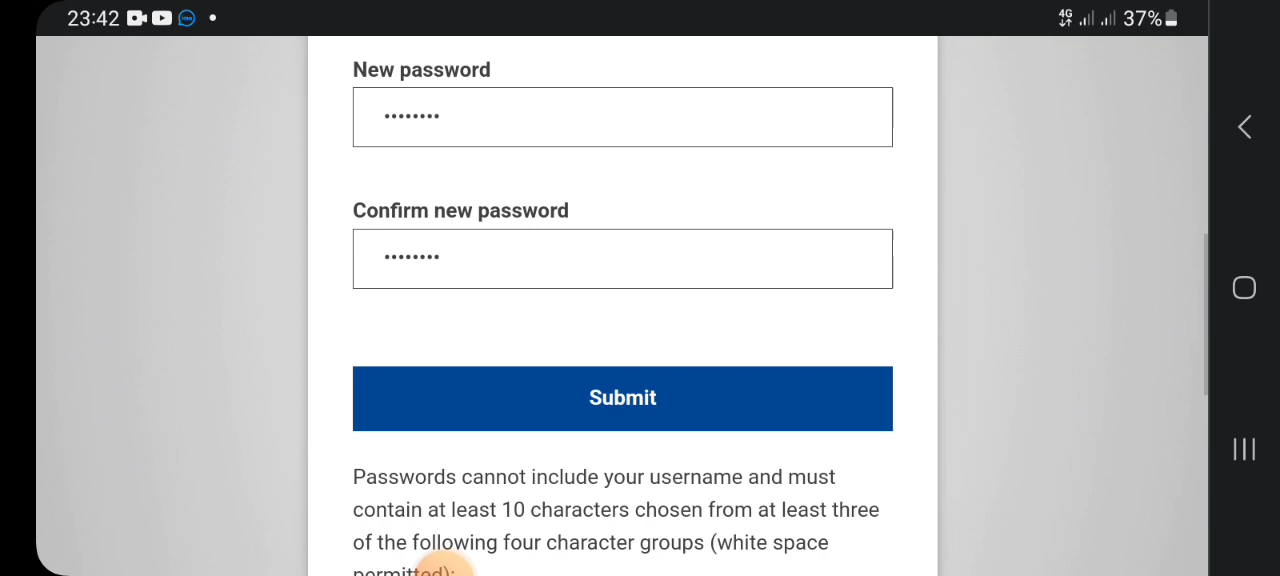 23:42
4G 37%
New password
••••••••
Confirm new password
••••••••
Submit
Passwords cannot include your username and must
contain at least 10 characters chosen from at least three
of the following four character groups (white space
permitted):